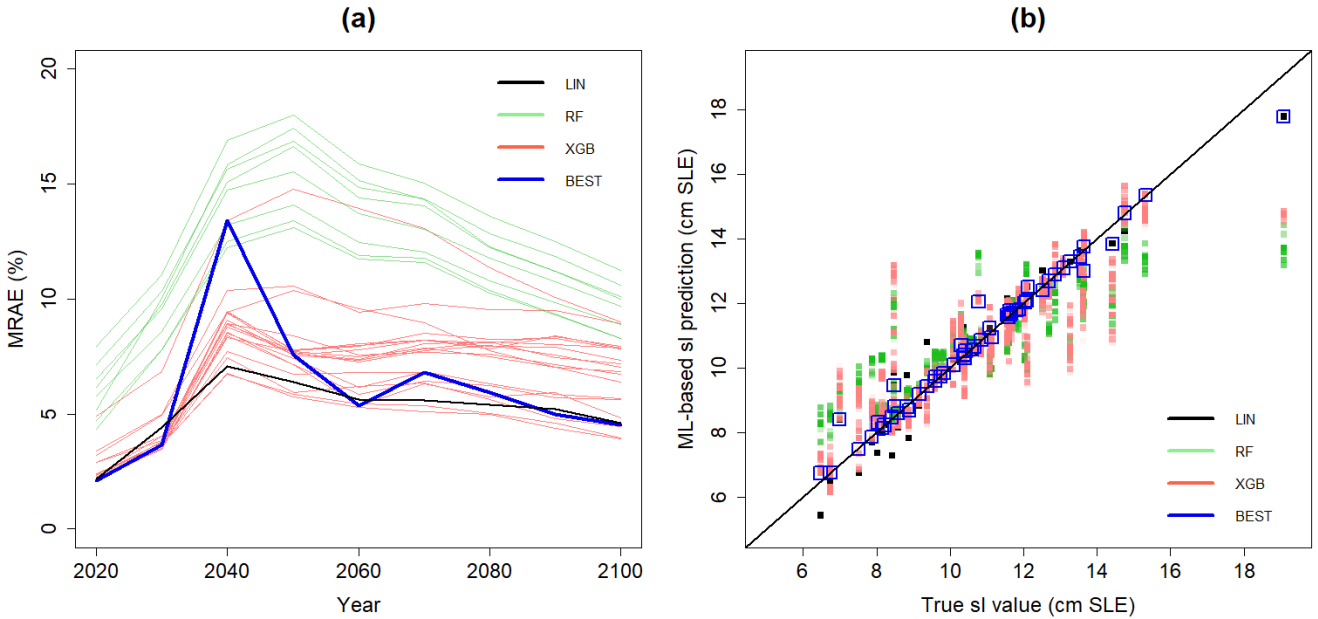 (a)
MRAE (%)
20
15
10
5
0
2020 2040 2060 2080 2100
Year
LIN
RF
XGB
BEST
(b)
ML-based sl prediction (cm SLE)
18
16
14
12
10
8
6
6 8 10 12 14 16 18
True sl value (cm SLE)
LIN
RF
XGB
BEST